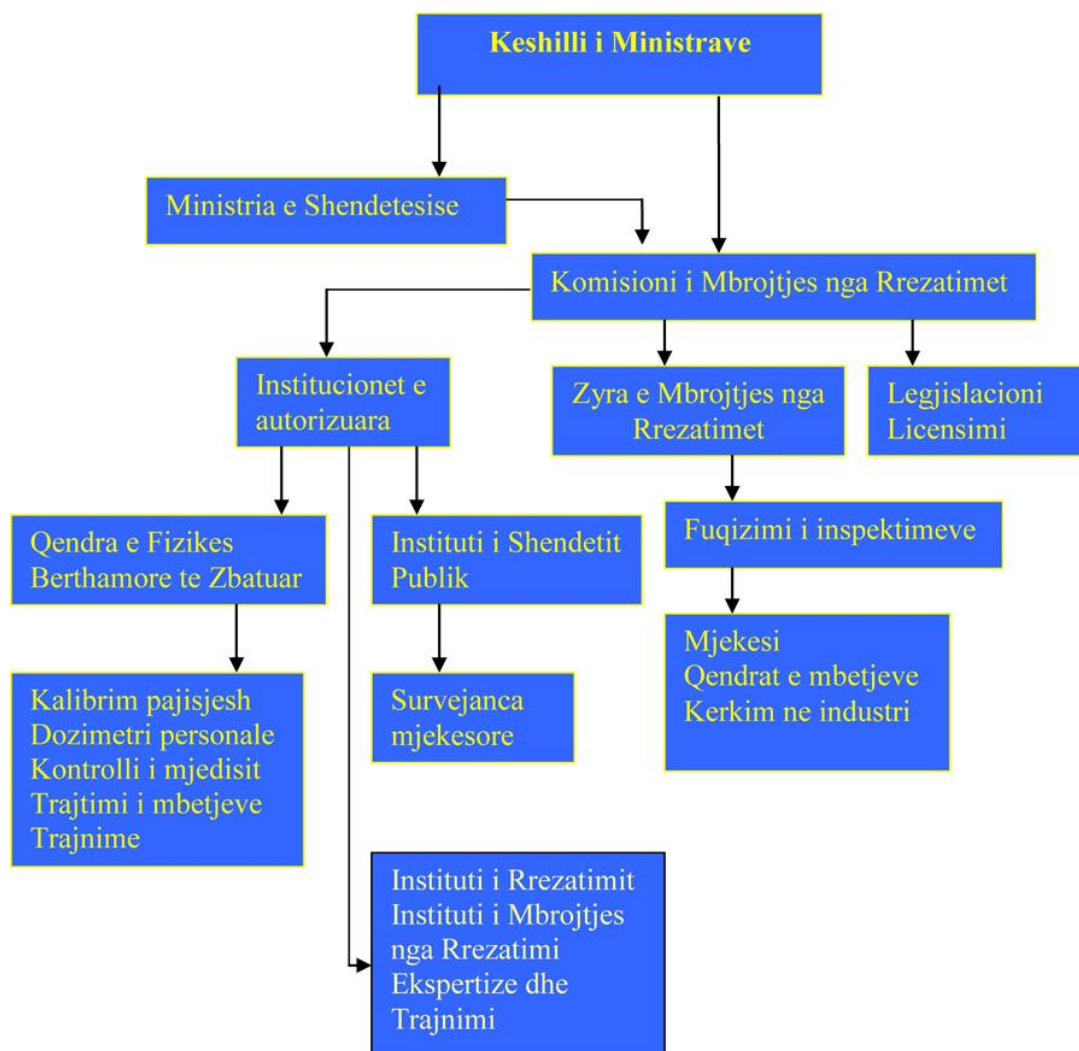 Keshilli i Ministrave
Ministria e Shendetesise
Komisioni i Mbrojtjes nga Rrezatimet
Institucionet e
autorizuara
Zyra e Mbrojtjes nga
Rrezatimet
Legjislacioni
Licensimi
Qendra e Fizikes
Berthamore te Zbatuar
Instituti i Shendetit
Publik
Fuqizimi i inspektimeve
Kalibrim pajisjesh
Dozimetri personale
Kontrolli i mjedisit
Trajtimi i mbetjeve
Trajnime
Survejanca
mjekesore
Mjekesi
Qendrat e mbetjeve
Kerkim ne industri
Instituti i Rrezatimit
Instituti i Mbrojtjes
nga Rrezatimi
Ekspertize dhe
Trajnimi